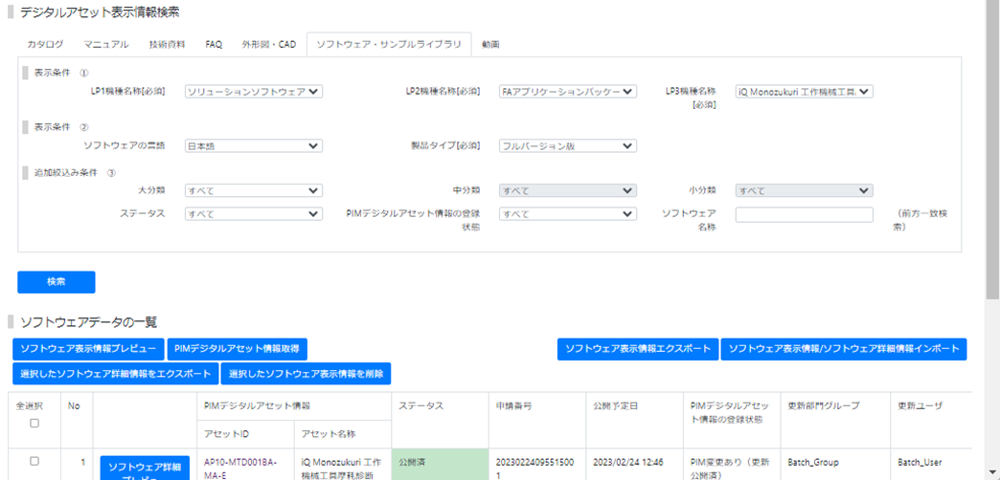 デジタルアセット表示情報検索
カタログ マニュアル 技術資料 FAQ 外形図・CAD ソフトウェア・サンプルライブラリ 動画
表示条件 ①
LP1機種名称[必須] ソリューションソフトウェア LP2機種名称[必須] FAアプリケーションパッケー LP3機種名称 iQ Monozukuri 工作機械工具.
[必須]
表示条件 ②
ソフトウェアの言語 日本語 製品タイプ[必須] フルバージョン版
追加絞込み条件 ③
大分類 すべて 中分類 すべて 小分類 すべて
ステータス すべて PIMデジタルアセット情報の登録 すべて ソフトウェア (前方一致検
状態 名称 索)
検索
ソフトウェアデータの一覧
ソフトウェア表示情報プレビュー PIMデジタルアセット情報取得 ソフトウェア表示情報エクスポート ソフトウェア表示情報/ソフトウェア詳細情報インポート
選択したソフトウェア詳細情報をエクスポート 選択したソフトウェア表示情報を削除
全選択 No PIMデジタルアセット情報 ステータス 申請番号 公開予定日 PIMデジタルアセッ 更新部門グループ 更新ユーザ
ト情報の登録状態
アセットID アセット名称
1 ソフトウェア詳細 AP10-MTD001BA- iQ Monozukuri 工作 公開済 2023022409551500 2023/02/24 12:46 PIM変更あり(更新 Batch_Group Batch_User
プレビュー MA-E 機械工具摩耗診断 1 公開済)